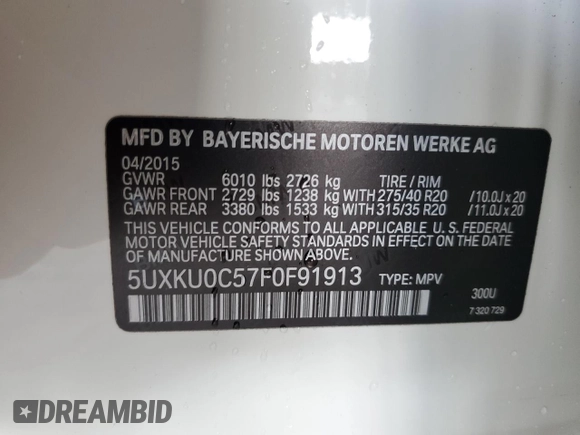 MFD BY BAYERISCHE MOTOREN WERKE AG
04/2015
GVWR 6010 lbs 2726 kg TIRE / RIM
GAWR FRONT 2729 lbs 1238 kg WITH 275/40 R20 /10.0J x 20
GAWR REAR 3380 lbs 1533 kg WITH 315/35 R20 /11.0J x 20
THIS VEHICLE CONFORMS TO ALL APPLICABLE U. S. FEDERAL
MOTOR VEHICLE SAFETY STANDARDS IN EFFECT ON THE DATE
OF MANUFACTURE SHOWN ABOVE.
5UXKU0C57F0F91913 TYPE: MPV
300U
7 320 729
DREAMBID